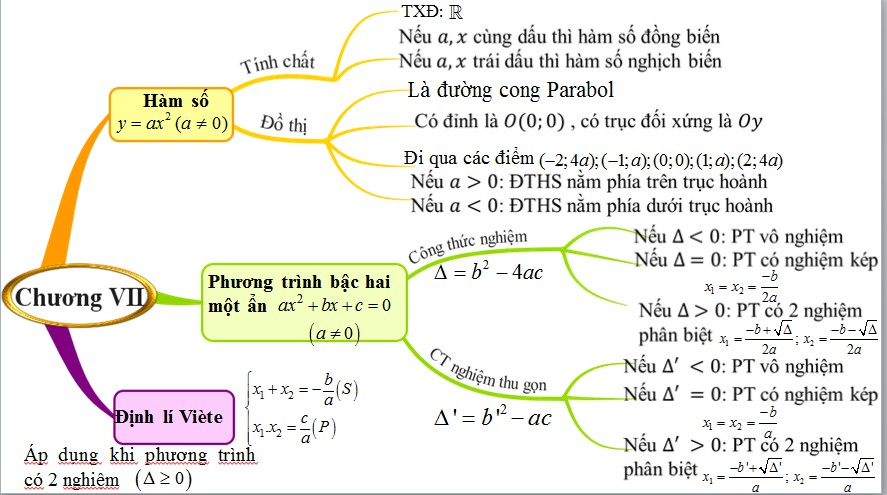 Chương VII
Hàm số
y = ax² (a ≠ 0)
Tính chất
TXĐ: ℝ
Nếu a, x cùng dấu thì hàm số đồng biến
Nếu a, x trái dấu thì hàm số nghịch biến
Đồ thị
Là đường cong Parabol
Có đỉnh là O(0; 0) , có trục đối xứng là Oy
Đi qua các điểm (−2; 4a); (−1; a); (0; 0); (1; a); (2; 4a)
Nếu a > 0: ĐTHS nằm phía trên trục hoành
Nếu a < 0: ĐTHS nằm phía dưới trục hoành
Phương trình bậc hai
một ẩn ax² + bx + c = 0
(a ≠ 0)
Công thức nghiệm
Δ = b² − 4ac
Nếu Δ < 0: PT vô nghiệm
Nếu Δ = 0: PT có nghiệm kép
x₁ = x₂ = −b/2a
Nếu Δ > 0: PT có 2 nghiệm
phân biệt x₁ = −b+√Δ/2a ; x₂ = −b−√Δ/2a
CT nghiệm thu gọn
Δ' = b'² − ac
Nếu Δ′ < 0: PT vô nghiệm
Nếu Δ′ = 0: PT có nghiệm kép
x₁ = x₂ = −b/a
Nếu Δ′ > 0: PT có 2 nghiệm
phân biệt x₁ = −b'+√Δ'/a ; x₂ = −b'−√Δ'/a
Định lí Viète
x₁ + x₂ = −b/a (S)
x₁.x₂ = c/a (P)
Áp dụng khi phương trình
có 2 nghiệm (Δ ≥ 0)